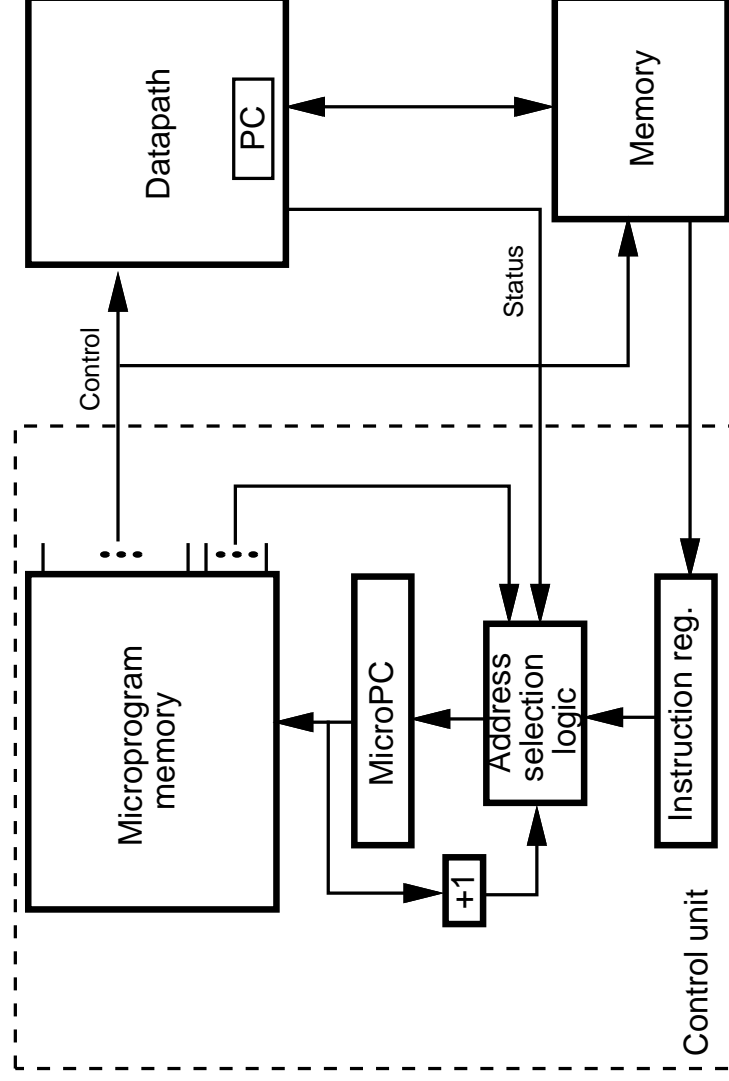 Control unit
Microprogram
memory
MicroPC
+1
Address
selection
logic
Instruction reg.
Control
Status
Datapath
PC
Memory